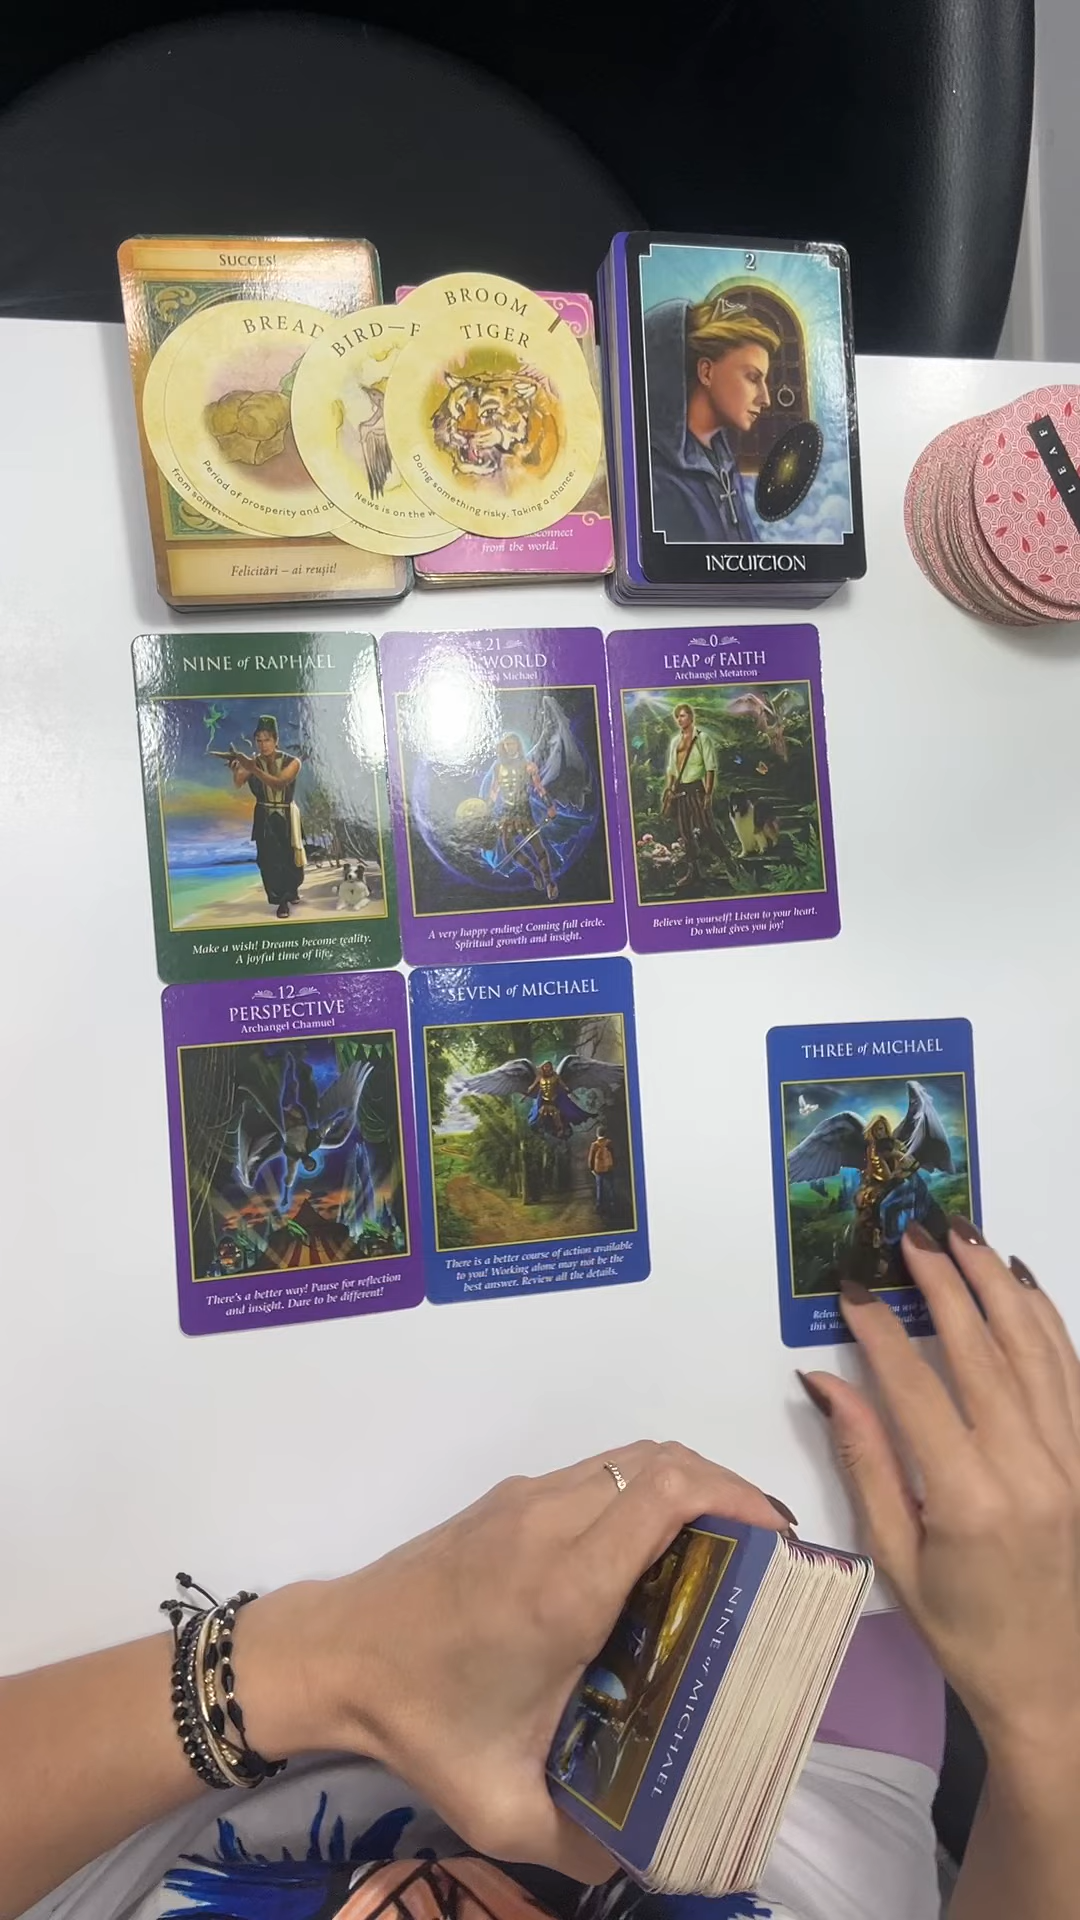 SUCCES!
BREAD
Period of prosperity and
from
BIRD–F
News is on the
BROOM
TIGER
Doing something risky. Taking a chance.
Felicitări – ai reușit!
from the world.
2
INTUITION
LEAF
NINE of RAPHAEL
Make a wish! Dreams become reality.
A joyful time of life.
21
WORLD
Michael
A very happy ending! Coming full circle.
Spiritual growth and insight.
0
LEAP of FAITH
Archangel Metatron
Believe in yourself! Listen to your heart.
Do what gives you joy!
12
PERSPECTIVE
Archangel Chamuel
There's a better way! Pause for reflection
and insight. Dare to be different!
SEVEN of MICHAEL
There is a better course of action available
to you! Working alone may not be the
best answer. Review all the details.
THREE of MICHAEL
this
NINE of MICHAEL